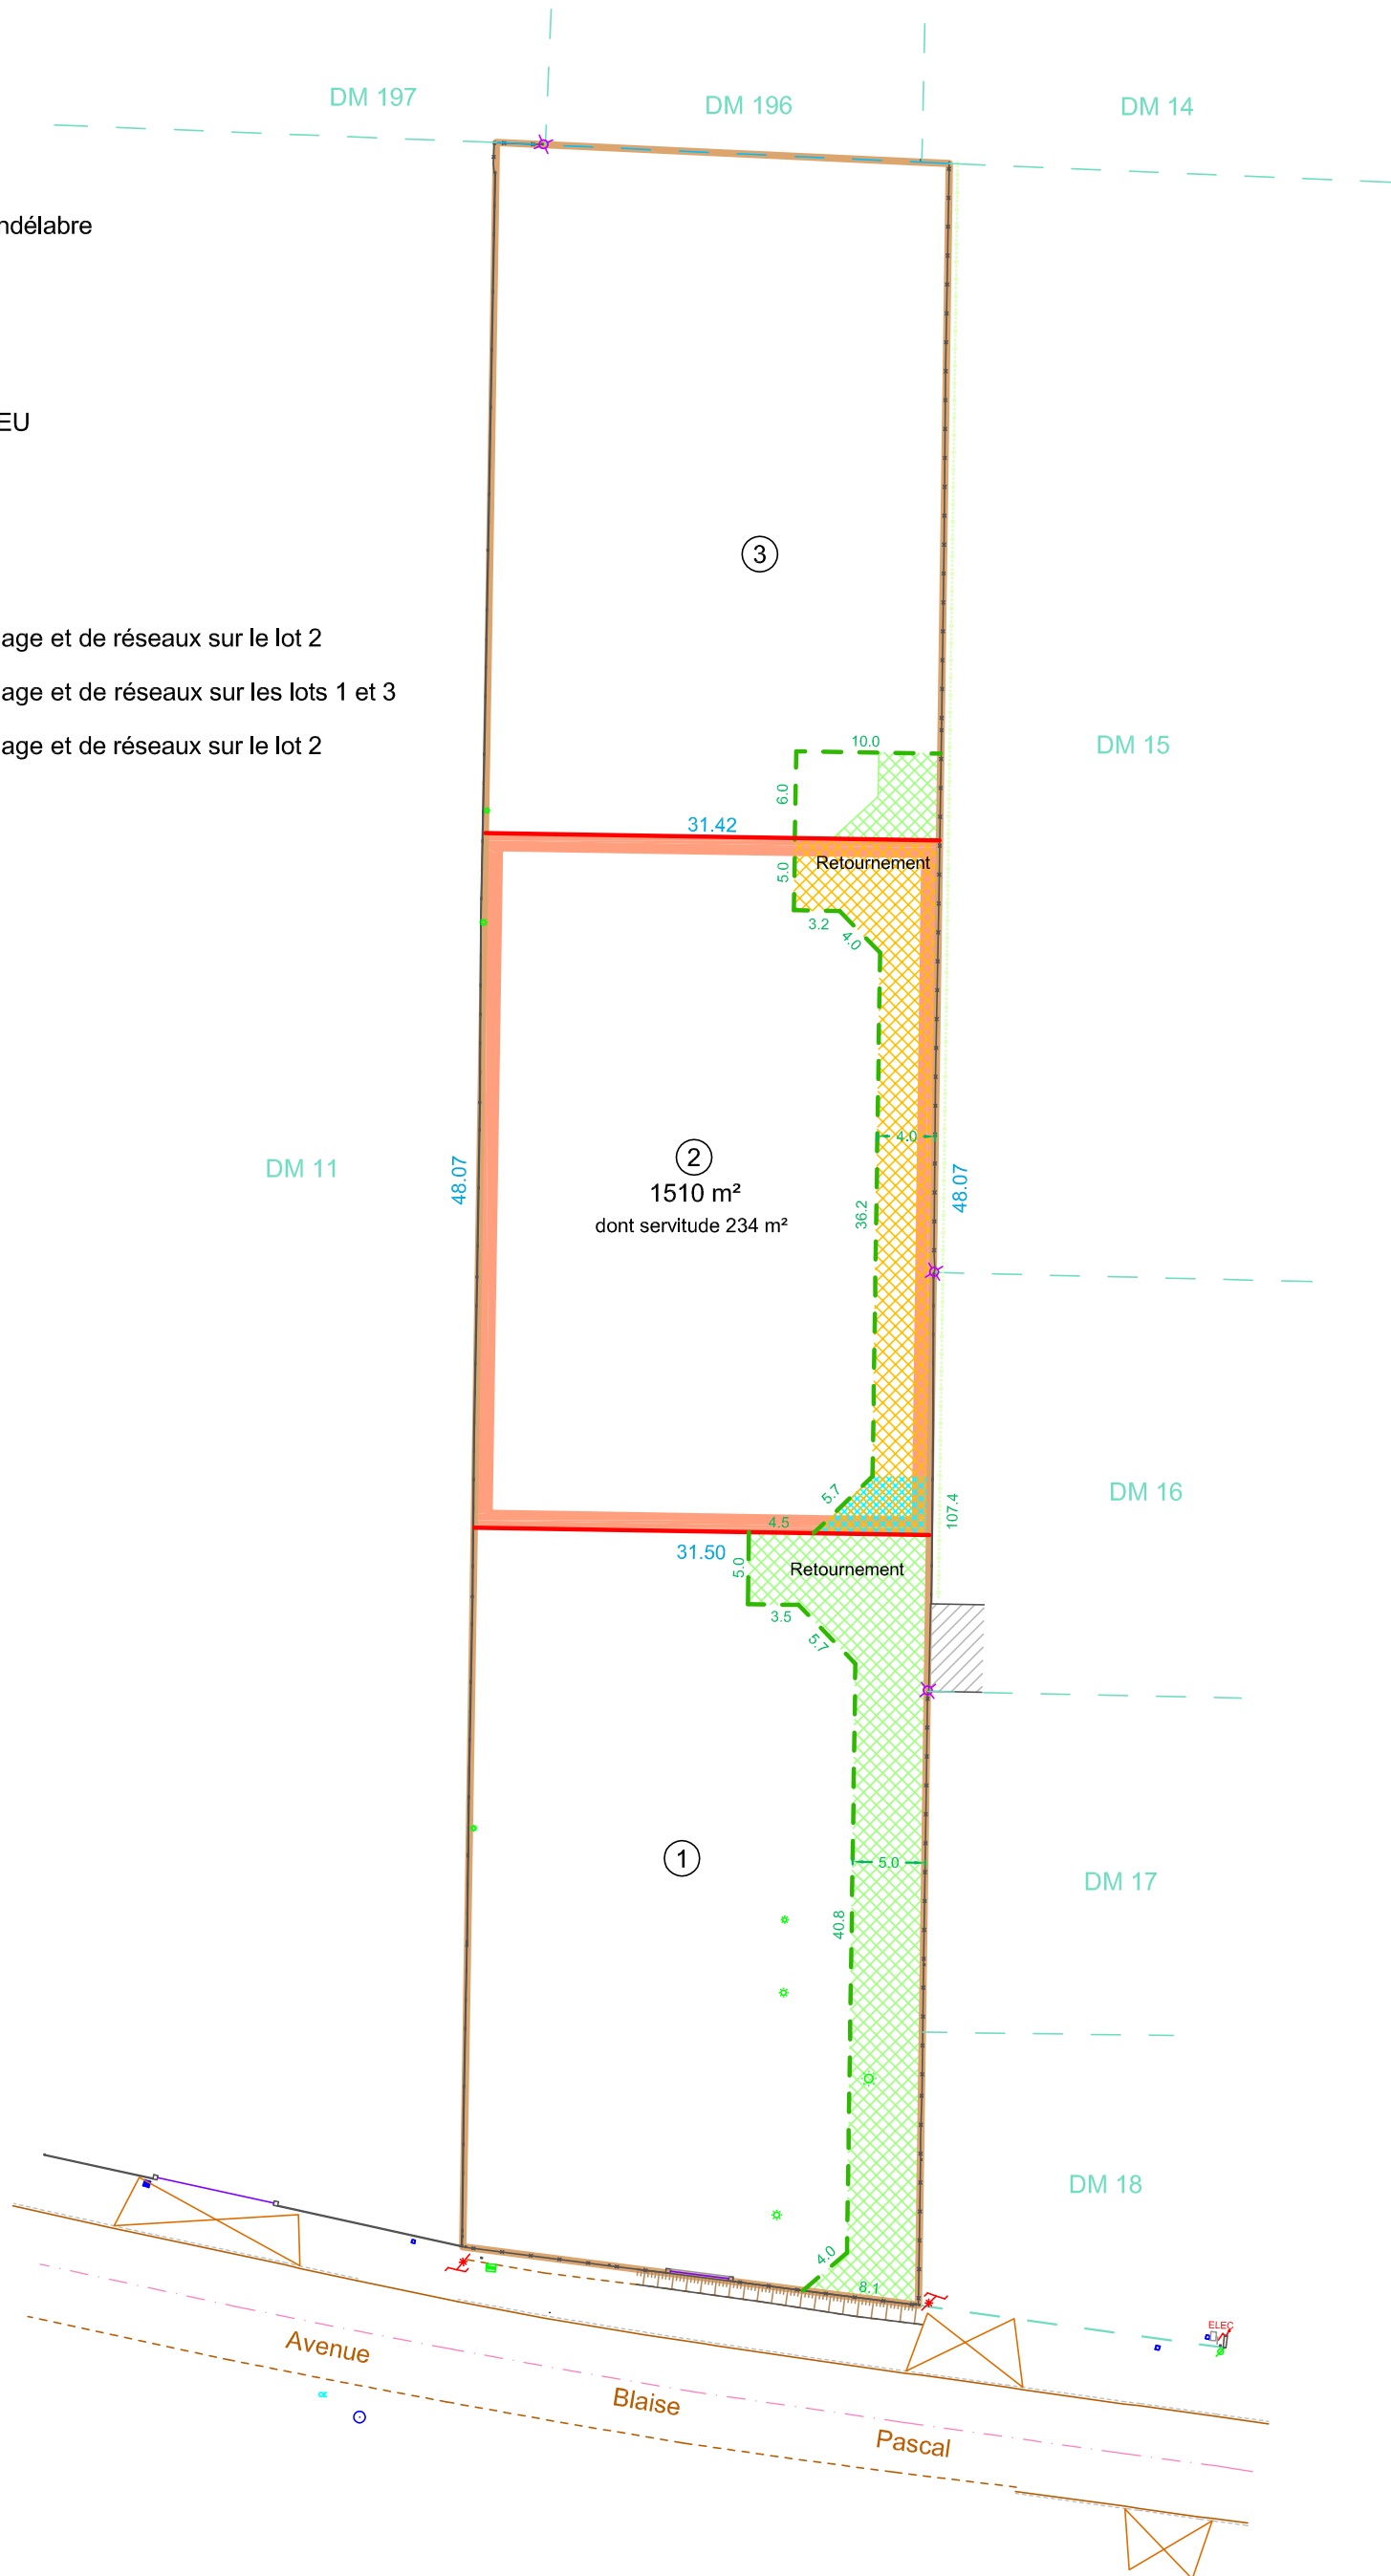 DM 197
DM 196
DM 14
ndélabre
EU
3
age et de réseaux sur le lot 2
age et de réseaux sur les lots 1 et 3
age et de réseaux sur le lot 2
10.0
DM 15
6.0
31.42
Retournement
5.0
3.2
4.0
4.0
2
1510 m²
dont servitude 234 m²
DM 11
48.07
36.2
48.07
5.7
DM 16
107.4
4.5
31.50
5.0
Retournement
3.5
5.7
1
5.0
DM 17
40.8
DM 18
4.0
8.1
ELEC
Avenue
Blaise
Pascal